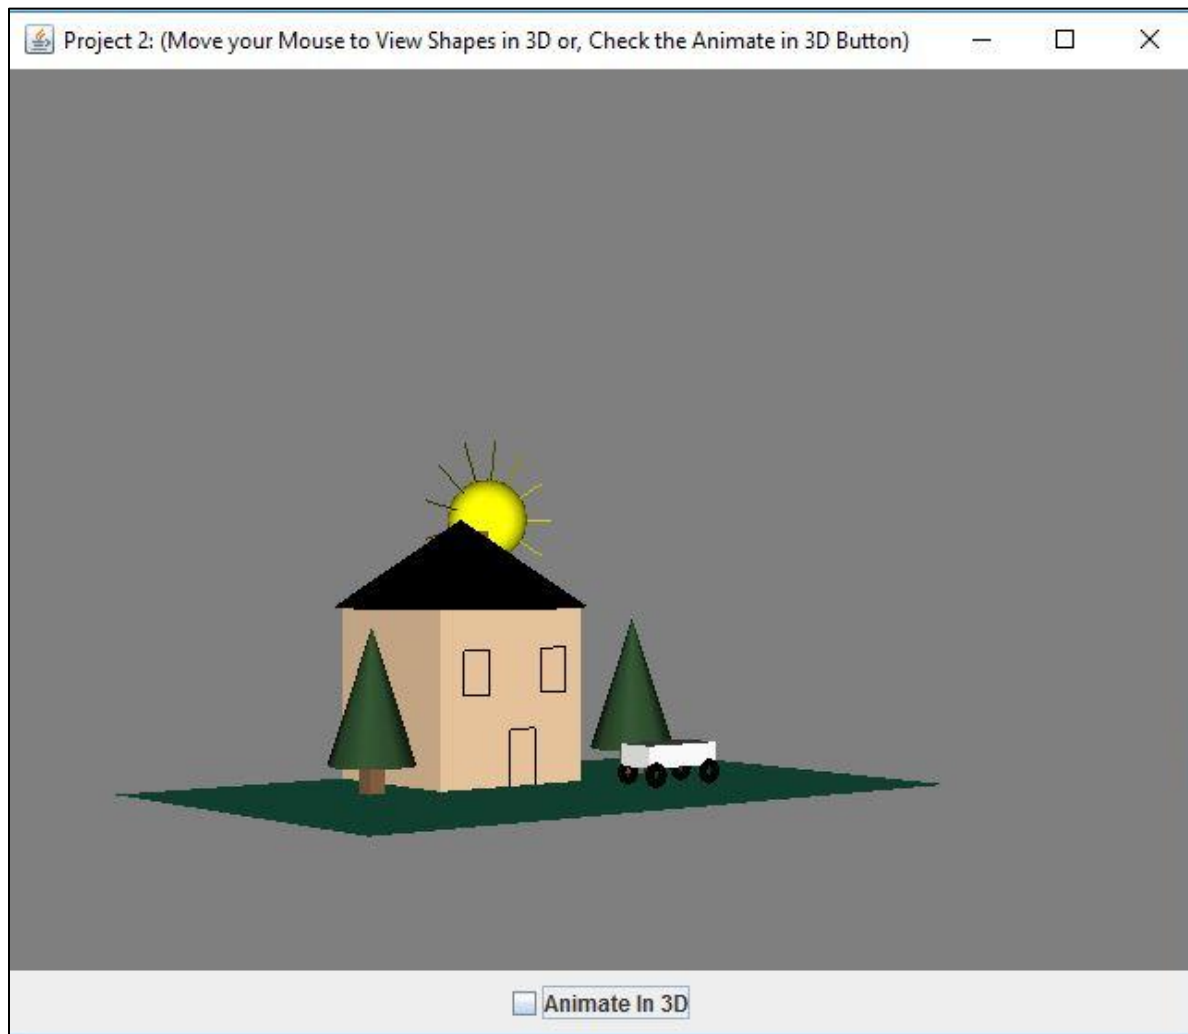 Project 2: (Move your Mouse to View Shapes in 3D or, Check the Animate in 3D Button)
Animate In 3D